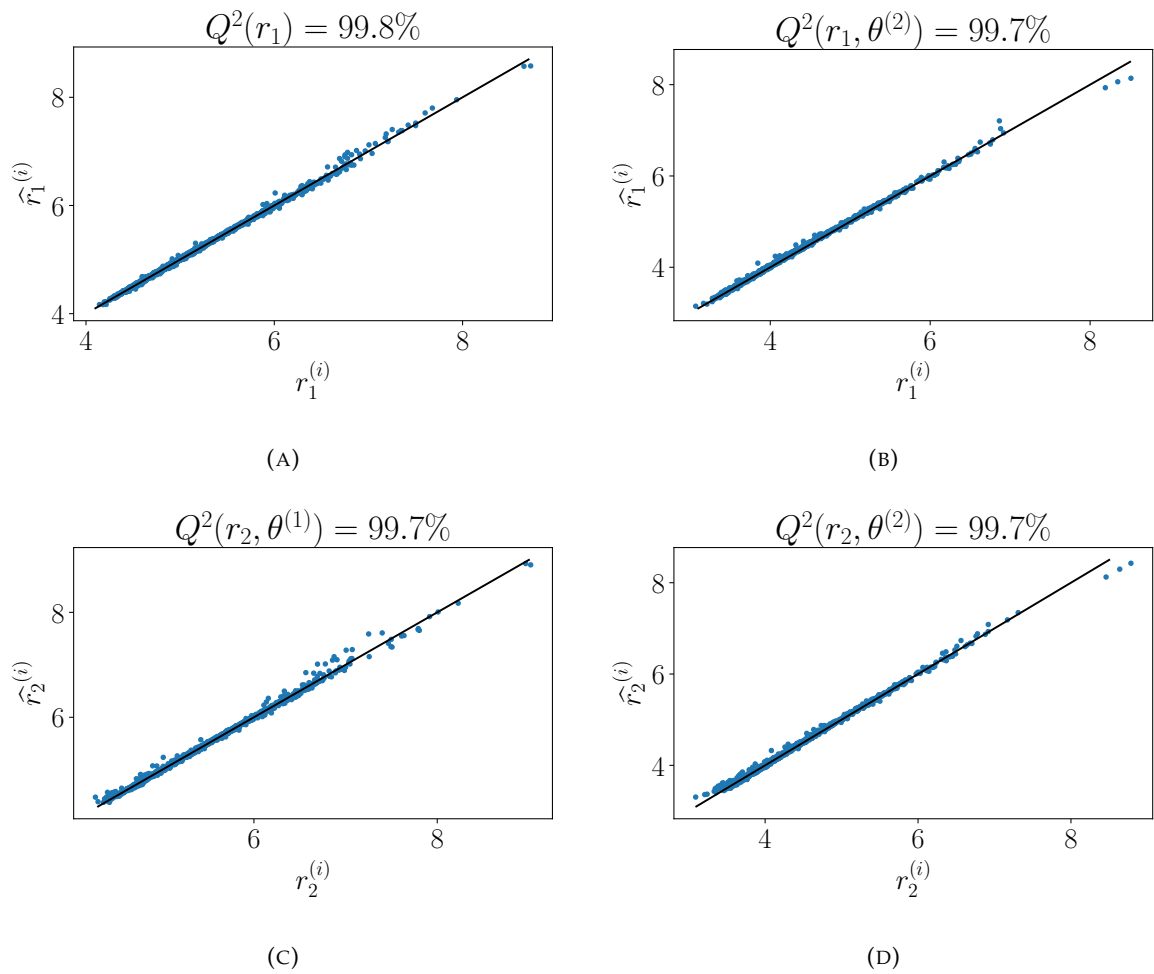 Q²(r₁) = 99.8%
8
6
4
4 6 8
r̂₁⁽ⁱ⁾
r₁⁽ⁱ⁾
(A)
Q²(r₁, θ⁽²⁾) = 99.7%
8
6
4
4 6 8
r̂₁⁽ⁱ⁾
r₁⁽ⁱ⁾
(B)
Q²(r₂, θ⁽¹⁾) = 99.7%
8
6
6 8
r̂₂⁽ⁱ⁾
r₂⁽ⁱ⁾
(C)
Q²(r₂, θ⁽²⁾) = 99.7%
8
6
4
4 6 8
r̂₂⁽ⁱ⁾
r₂⁽ⁱ⁾
(D)